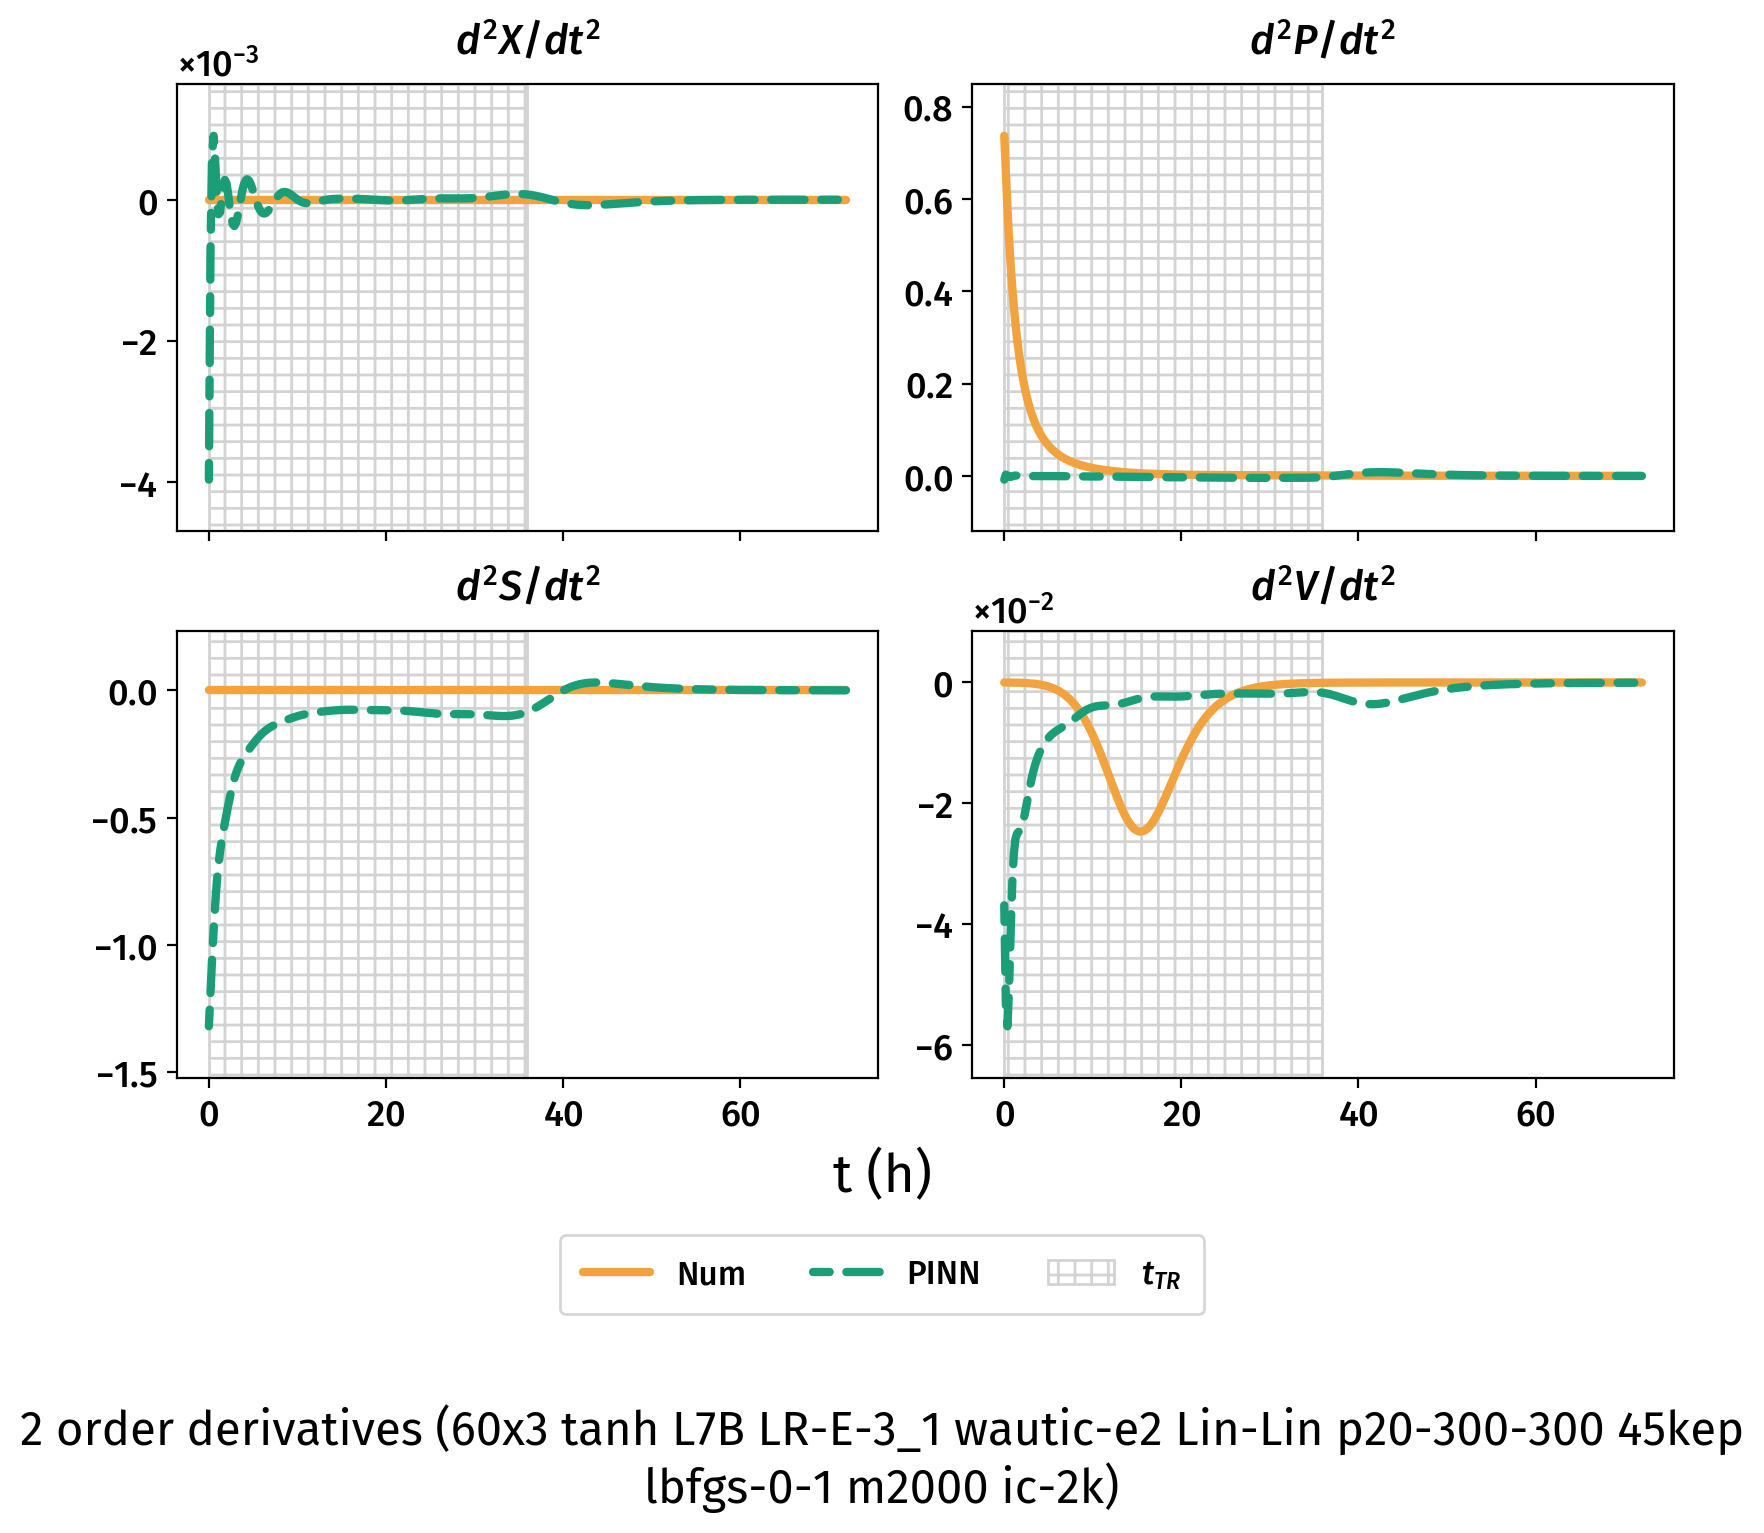 d²X/dt²
d²P/dt²
×10⁻³
0
−2
−4
0.8
0.6
0.4
0.2
0.0
d²S/dt²
d²V/dt²
×10⁻²
0.0
−0.5
−1.0
−1.5
0
−2
−4
−6
0 20 40 60
0 20 40 60
t (h)
Num PINN t_TR
2 order derivatives (60x3 tanh L7B LR-E-3_1 wautic-e2 Lin-Lin p20-300-300 45kep
lbfgs-0-1 m2000 ic-2k)